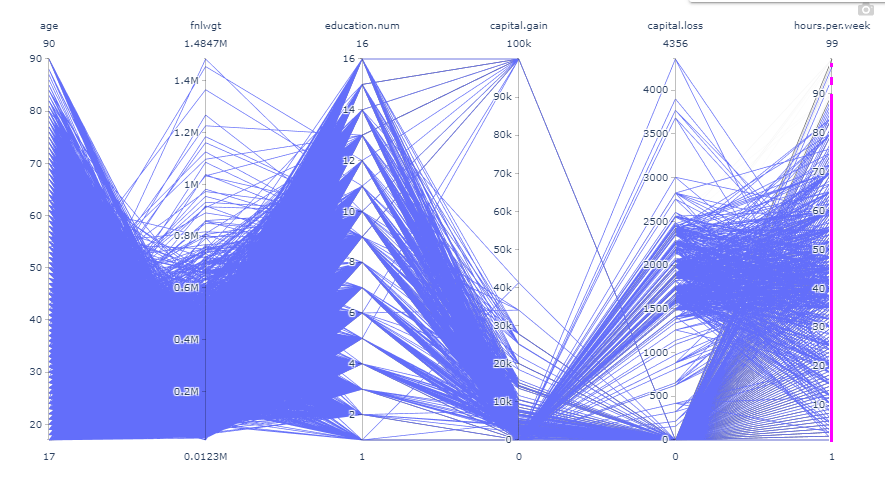 age fnlwgt education.num capital.gain capital.loss hours.per.week
90 1.4847M 16 100k 4356 99
90 80 70 60 50 40 30 20
1.4M 1.2M 1M 0.8M 0.6M 0.4M 0.2M
16 14 12 10 8 6 4 2
90k 80k 70k 60k 50k 40k 30k 20k 10k 0
4000 3500 3000 2500 2000 1500 1000 500 0
90 80 70 60 50 40 30 20 10
17 0.0123M 1 0 0 1